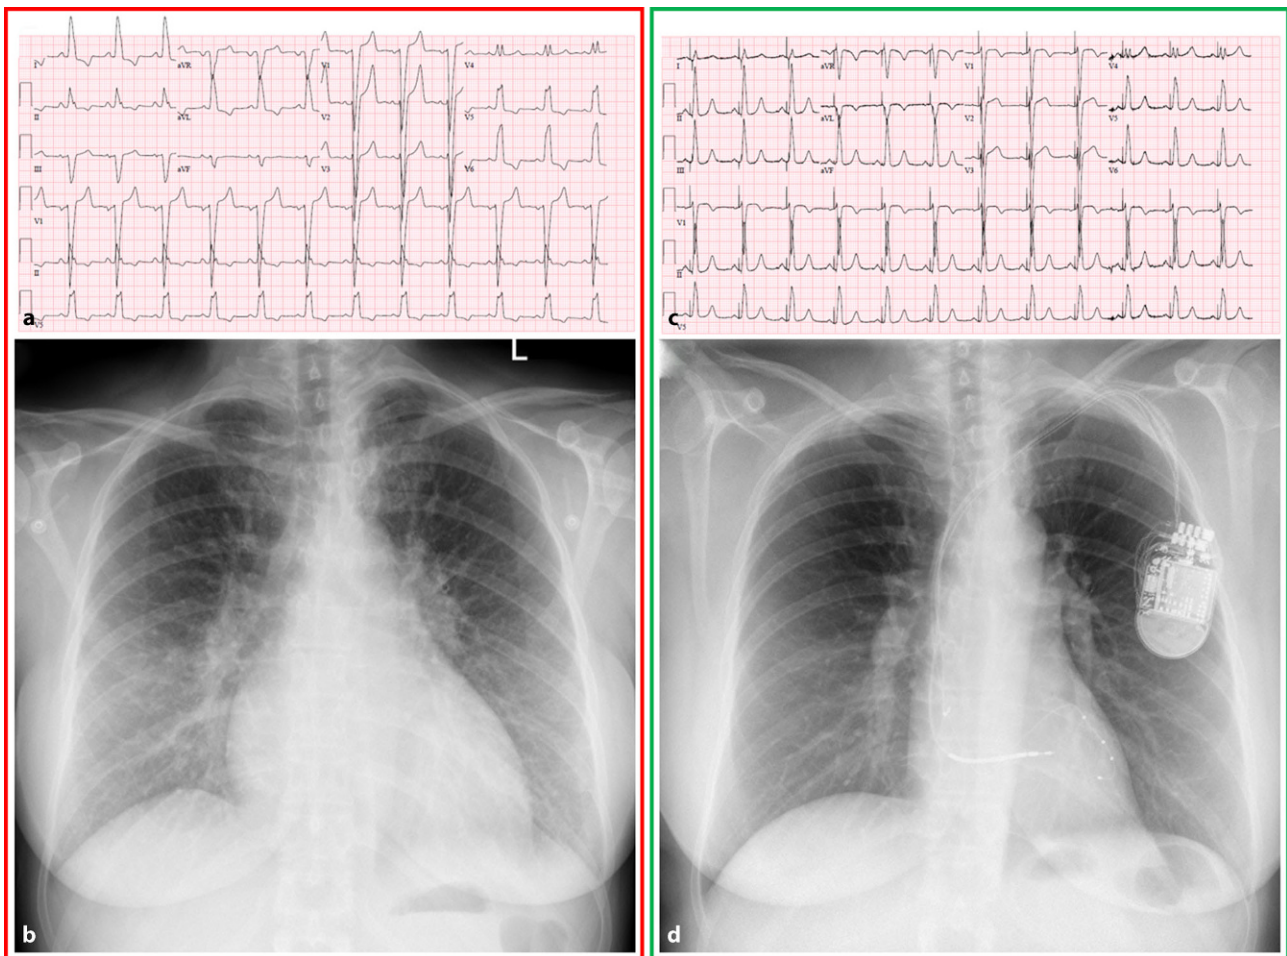 I aVR V1 V4
II aVL V2 V5
III aVF V3 V6
V1
II
V5
a
L
b
I aVR V1 V4
II aVL V2 V5
III aVF V3 V6
V1
II
V5
c
d